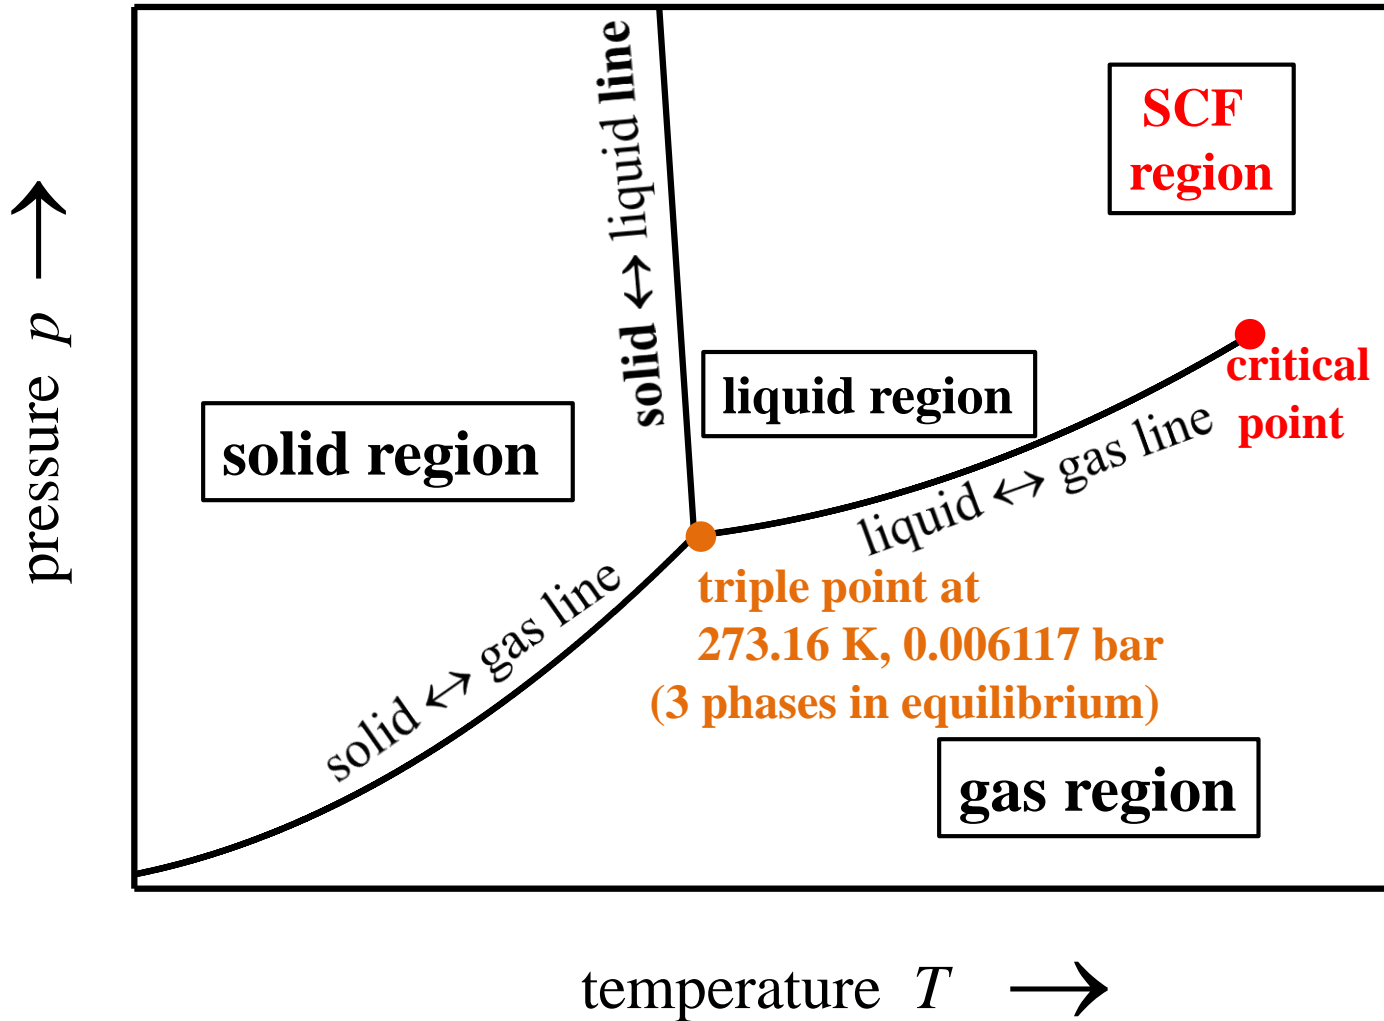 pressure p →
solid ↔ liquid line
SCF
region
critical
point
liquid region
solid region
liquid ↔ gas line
solid ↔ gas line
triple point at
273.16 K, 0.006117 bar
(3 phases in equilibrium)
gas region
temperature T →